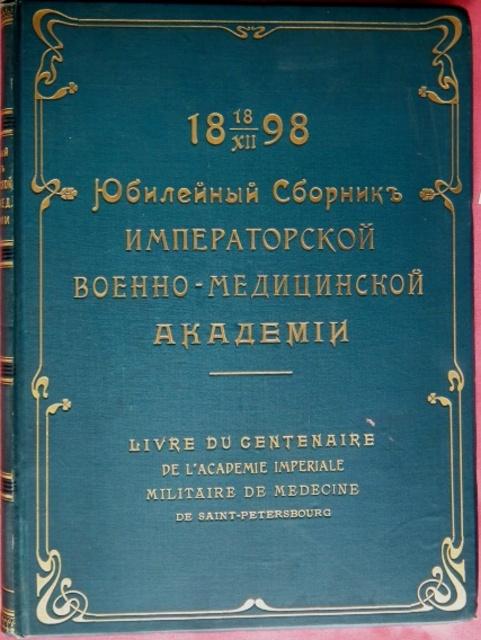 18 18/XII 98
Юбилейный Сборникъ
ИМПЕРАТОРСКОЙ
ВОЕННО-МЕДИЦИНСКОЙ
АКАДЕМІИ
LIVRE DU CENTENAIRE
DE L'ACADEMIE IMPERIALE
MILITAIRE DE MEDECINE
DE SAINT-PETERSBOURG